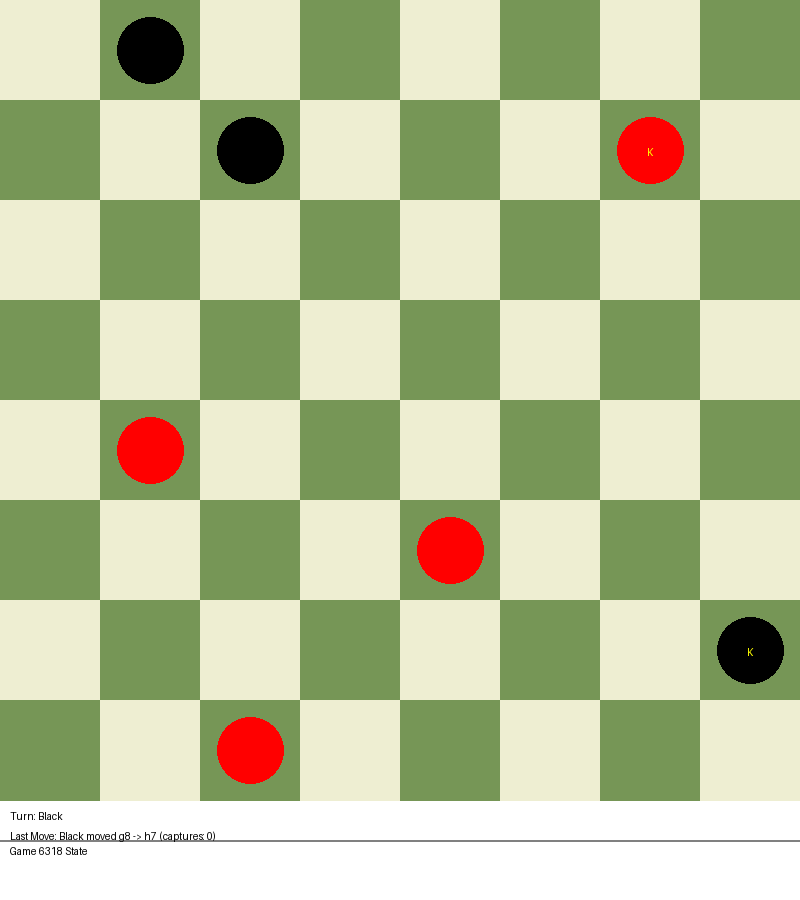 K
K
Turn: Black
Last Move: Black moved g8 -> h7 (captures: 0)
Game 6318 State